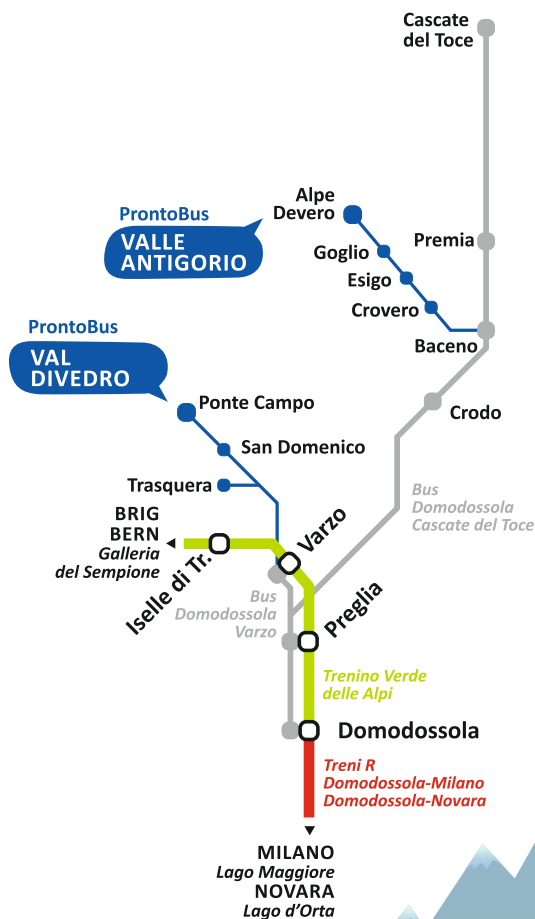 Cascate
del Toce
Alpe
Devero
ProntoBus
VALLE
ANTIGORIO
Goglio
Premia
Esigo
Crovero
Baceno
ProntoBus
VAL
DIVEDRO
Ponte Campo
Crodo
San Domenico
Trasquera
Bus
Domodossola
Cascate del Toce
BRIG
BERN
Galleria
del Sempione
Iselle di Tr.
Varzo
Bus
Domodossola
Varzo
Preglia
Trenino Verde
delle Alpi
Domodossola
Treni R
Domodossola-Milano
Domodossola-Novara
MILANO
Lago Maggiore
NOVARA
Lago d'Orta